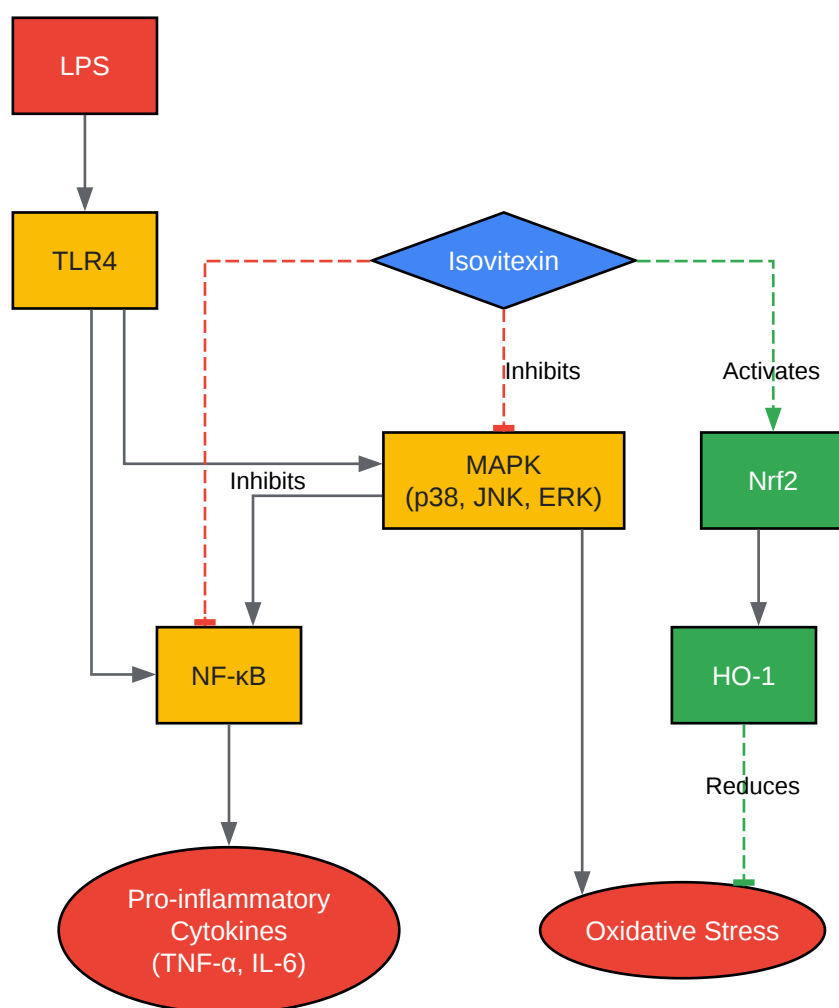 LPS
TLR4
Isovitexin
Inhibits
Activates
MAPK
(p38, JNK, ERK)
Nrf2
Inhibits
NF-κB
HO-1
Reduces
Pro-inflammatory
Cytokines
(TNF-α, IL-6)
Oxidative Stress